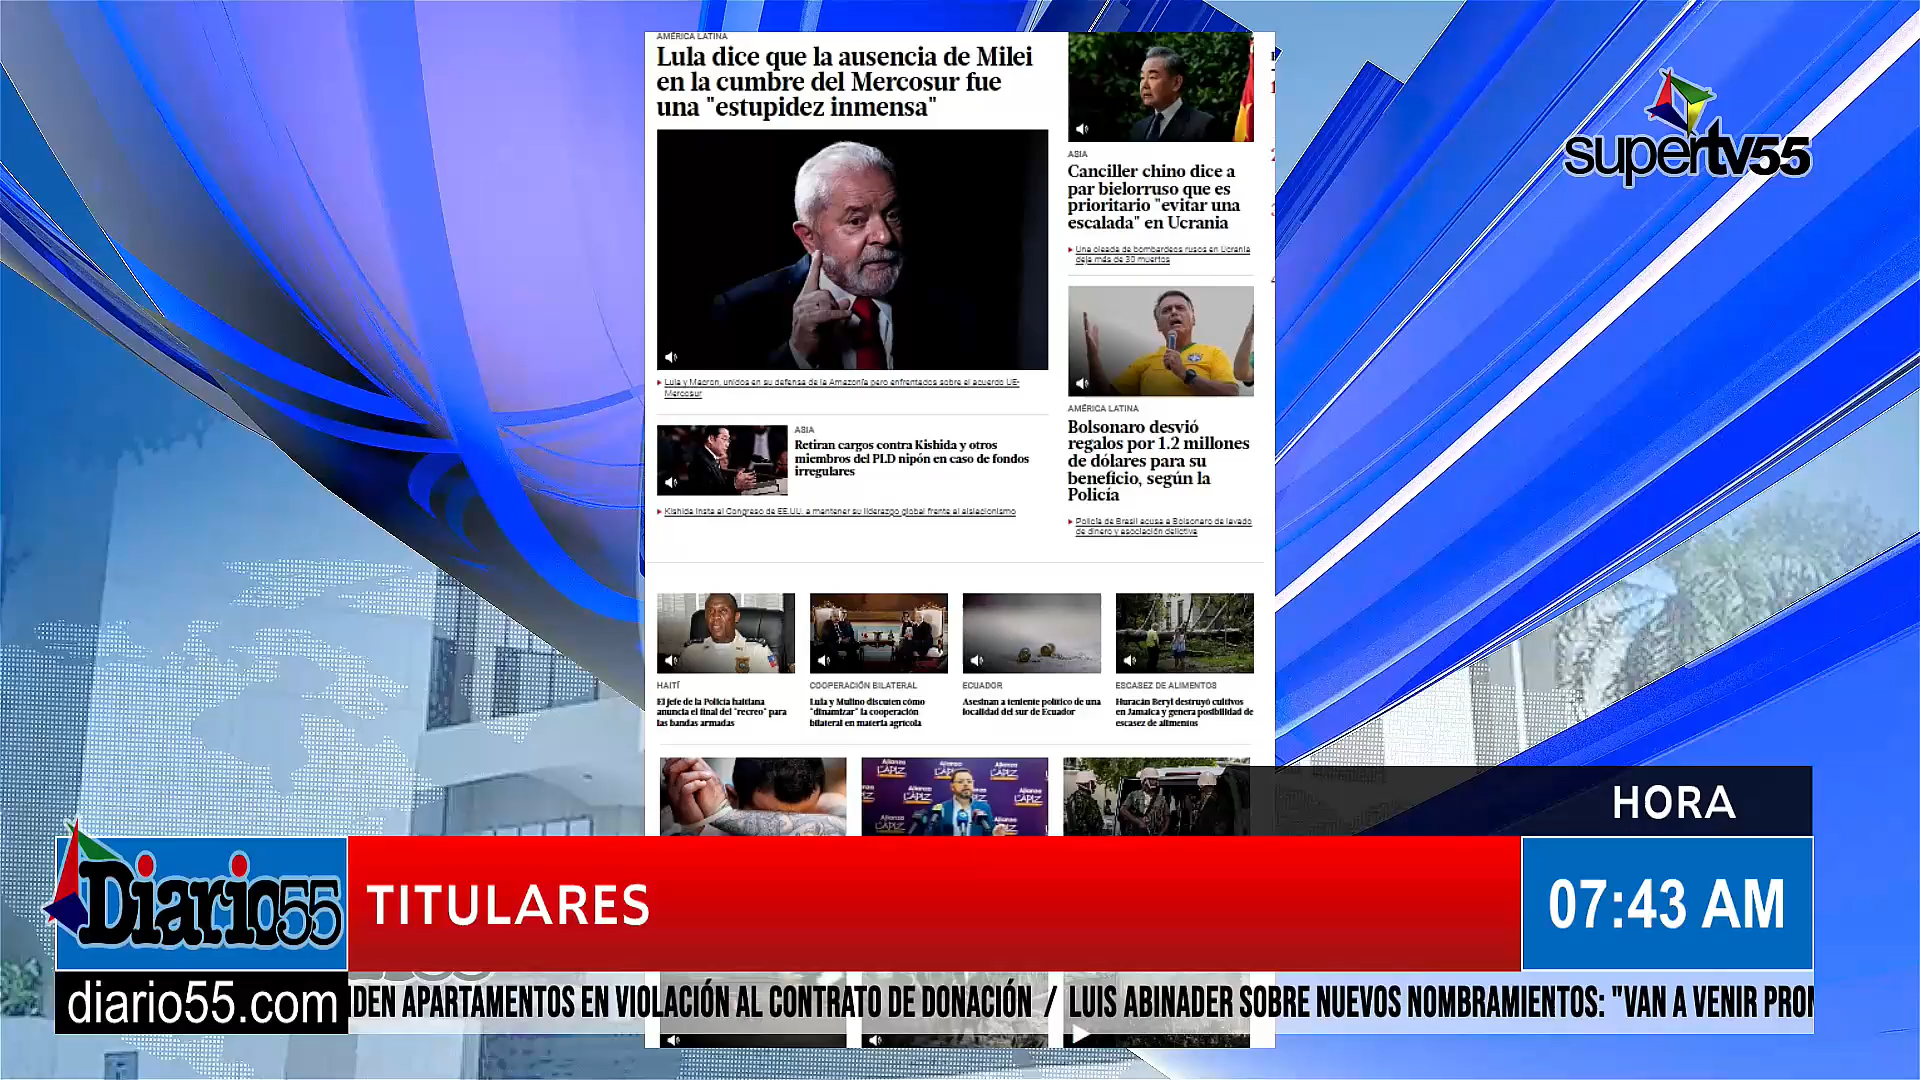 AMÉRICA LATINA
Lula dice que la ausencia de Milei
en la cumbre del Mercosur fue
una "estupidez inmensa"
Lula y Macron, unidos en su defensa de la Amazonía pero enfrentados sobre el acuerdo UE-
Mercosur
ASIA
Retiran cargos contra Kishida y otros
miembros del PLD nipón en caso de fondos
irregulares
Kishida insta al Congreso de EE.UU. a mantener su liderazgo global frente al aislacionismo
ASIA
Canciller chino dice a
par bielorruso que es
prioritario "evitar una
escalada" en Ucrania
Una oleada de bombardeos rusos en Ucrania
deja más de 30 muertos
AMÉRICA LATINA
Bolsonaro desvió
regalos por 1.2 millones
de dólares para su
beneficio, según la
Policía
Policía de Brasil acusa a Bolsonaro de lavado
de dinero y asociación delictiva
HAITÍ
El jefe de la Policía haitiana
anuncia el final del "recreo" para
las bandas armadas
COOPERACIÓN BILATERAL
Lula y Mulino discuten cómo
"dinamizar" la cooperación
bilateral en materia agrícola
ECUADOR
Asesinan a teniente político de una
localidad del sur de Ecuador
ESCASEZ DE ALIMENTOS
Huracán Beryl destruyó cultivos
en Jamaica y genera posibilidad de
escasez de alimentos
Alianza
LÁPIZ
supertv55
HORA
07:43 AM
Diario55
TITULARES
diario55.com
DEN APARTAMENTOS EN VIOLACIÓN AL CONTRATO DE DONACIÓN / LUIS ABINADER SOBRE NUEVOS NOMBRAMIENTOS: "VAN A VENIR PRON